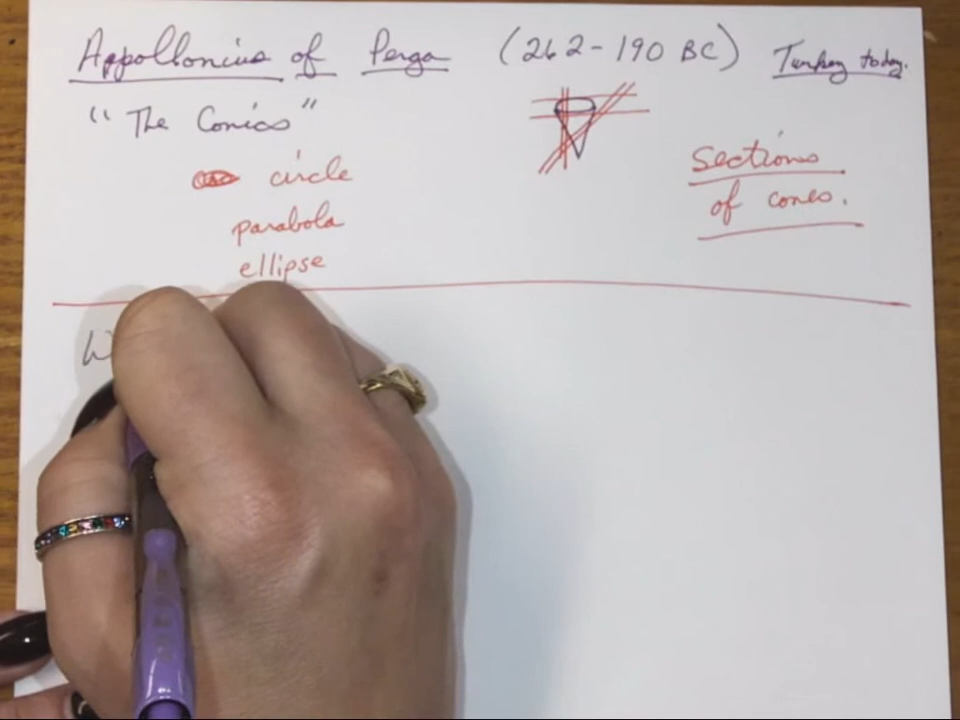 Appollonius of Perga (262-190 BC) Turkey today.
"The Conics"
circle
parabola
ellipse
sections
of cones.
W